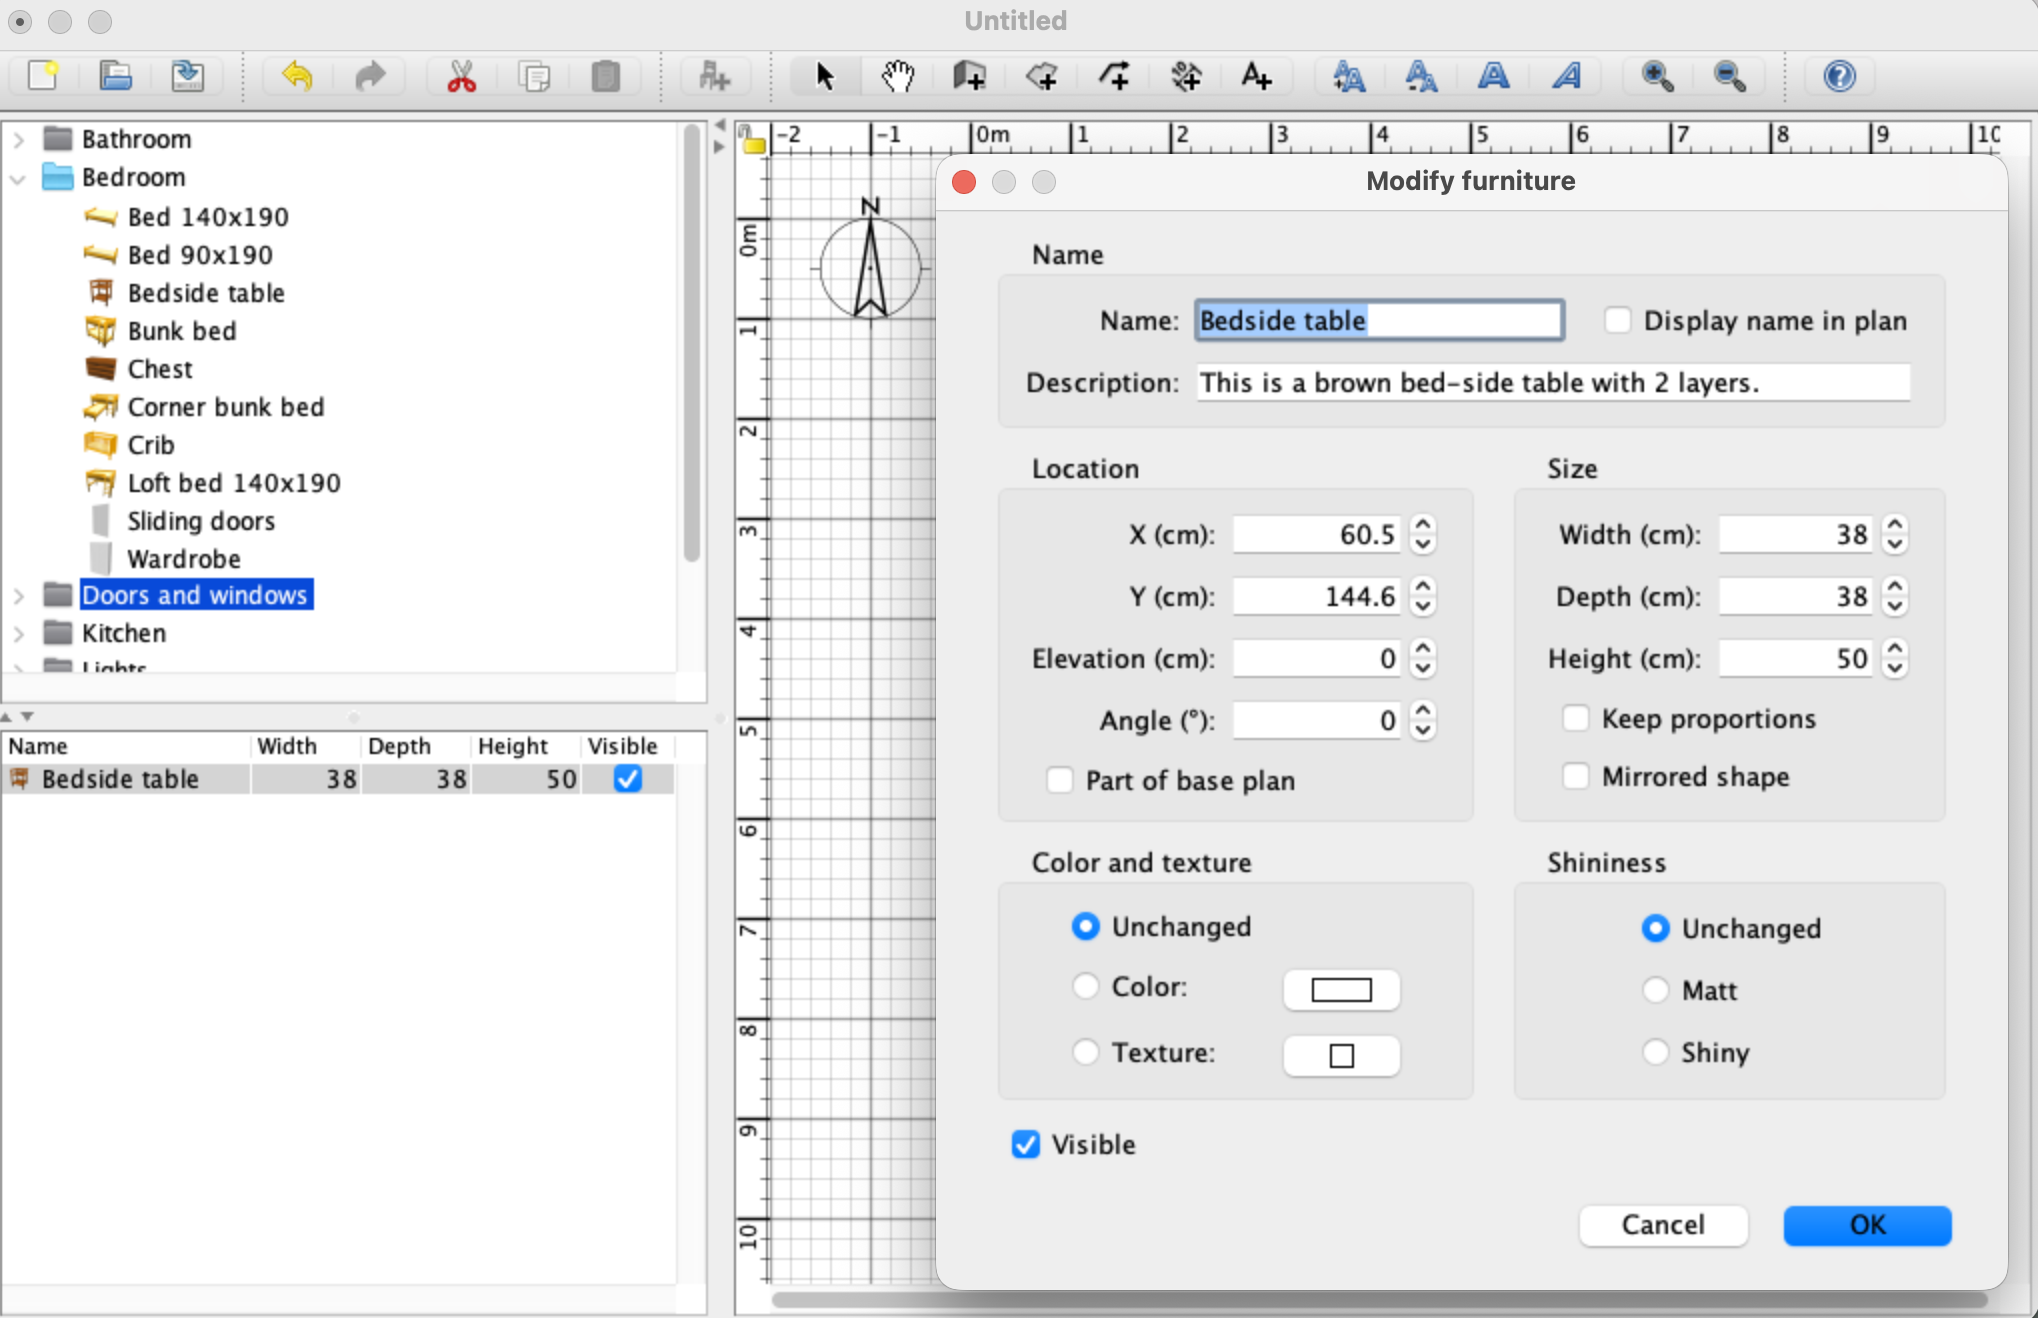 Untitled
Bathroom
Bedroom
Bed 140x190
Bed 90x190
Bedside table
Bunk bed
Chest
Corner bunk bed
Crib
Loft bed 140x190
Sliding doors
Wardrobe
Doors and windows
Kitchen
Lights
Name Width Depth Height Visible
Bedside table 38 38 50
-2 -1 0m 1 2 3 4 5 6 7 8 9 10
N
0m
1
2
3
4
5
6
7
8
9
10
Modify furniture
Name
Name: Bedside table Display name in plan
Description: This is a brown bed-side table with 2 layers.
Location
X (cm): 60.5
Y (cm): 144.6
Elevation (cm): 0
Angle (°): 0
Part of base plan
Size
Width (cm): 38
Depth (cm): 38
Height (cm): 50
Keep proportions
Mirrored shape
Color and texture
Unchanged
Color:
Texture:
Shininess
Unchanged
Matt
Shiny
Visible
Cancel OK